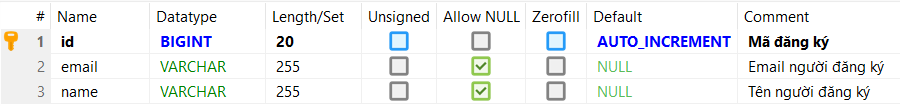 # Name Datatype Length/Set Unsigned Allow NULL Zerofill Default Comment
1 id BIGINT 20 AUTO_INCREMENT Mã đăng ký
2 email VARCHAR 255 NULL Email người đăng ký
3 name VARCHAR 255 NULL Tên người đăng ký